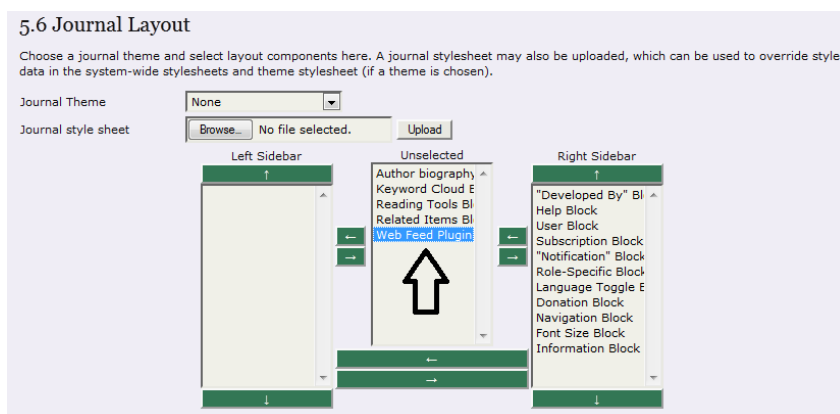 5.6 Journal Layout
Choose a journal theme and select layout components here. A journal stylesheet may also be uploaded, which can be used to override style
data in the system-wide stylesheets and theme stylesheet (if a theme is chosen).
Journal Theme
None
Journal style sheet
Browse... No file selected.
Upload
Left Sidebar
↑
↓
Unselected
Author biography
Keyword Cloud E
Reading Tools Bl
Related Items Bl
Web Feed Plugin
←
→
←
→
←
→
Right Sidebar
↑
"Developed By" Bl
Help Block
User Block
Subscription Block
"Notification" Block
Role-Specific Block
Language Toggle E
Donation Block
Navigation Block
Font Size Block
Information Block
↓